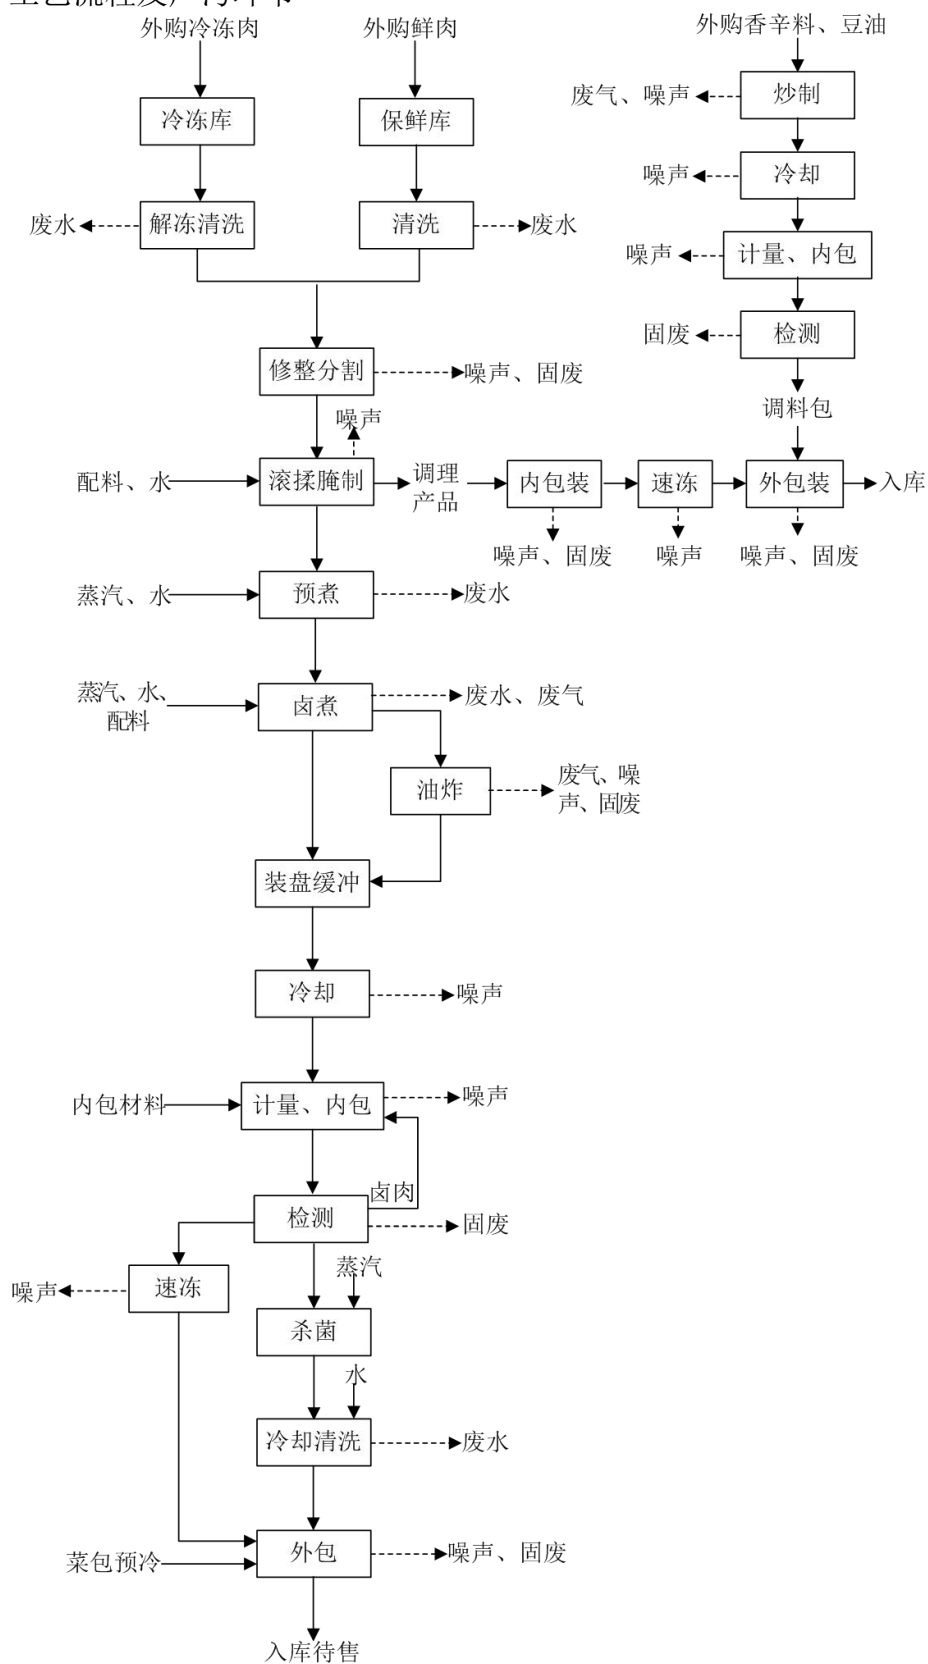 外购冷冻肉
外购鲜肉
外购香辛料、豆油
冷冻库
保鲜库
废气、噪声
炒制
噪声
冷却
废水
解冻清洗
清洗
废水
噪声
计量、内包
固废
检测
修整分割
噪声、固废
调料包
噪声
配料、水
滚揉腌制
调理
产品
内包装
速冻
外包装
入库
噪声、固废
噪声
噪声、固废
蒸汽、水
预煮
废水
蒸汽、水、
配料
卤煮
废水、废气
油炸
废气、噪
声、固废
装盘缓冲
冷却
噪声
内包材料
计量、内包
噪声
卤肉
检测
固废
蒸汽
噪声
速冻
杀菌
水
冷却清洗
废水
菜包预冷
外包
噪声、固废
入库待售